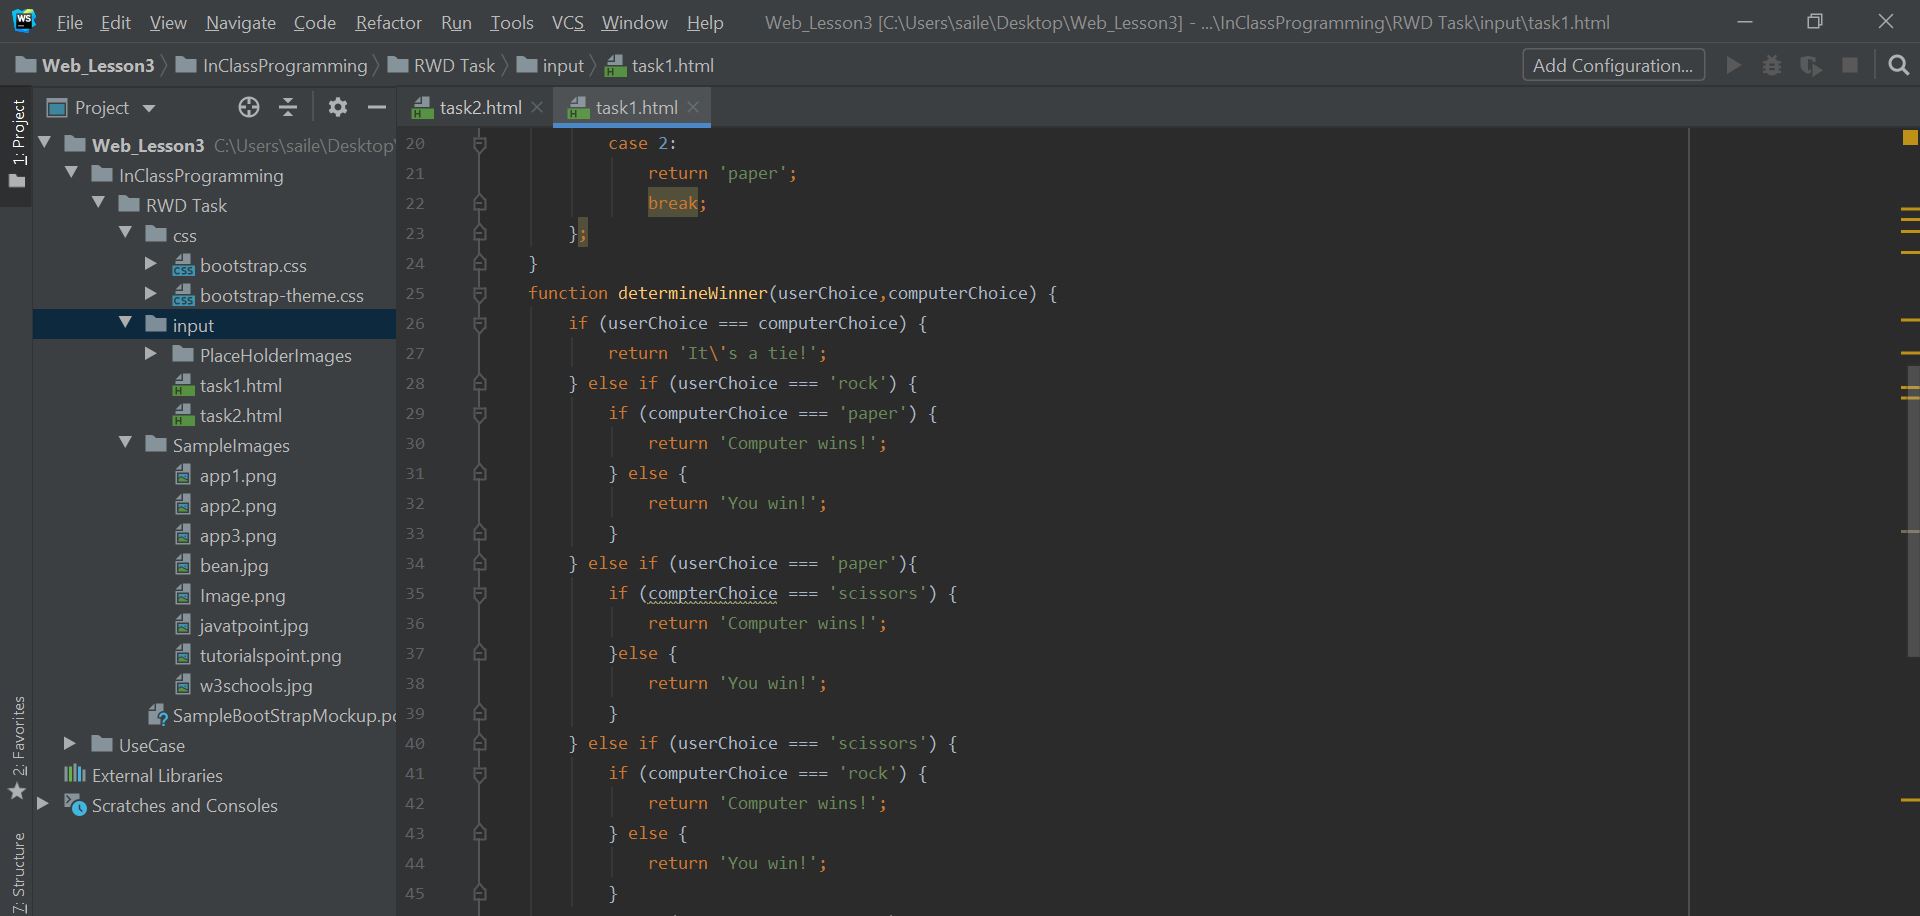 WS File Edit View Navigate Code Refactor Run Tools VCS Window Help Web_Lesson3 [C:\Users\saile\Desktop\Web_Lesson3] - ...\InClassProgramming\RWD Task\input\task1.html
Web_Lesson3 InClassProgramming RWD Task input task1.html Add Configuration...
1: Project
2: Favorites
7: Structure
Project
Web_Lesson3 C:\Users\saile\Desktop
InClassProgramming
RWD Task
css
bootstrap.css
bootstrap-theme.css
input
PlaceHolderImages
task1.html
task2.html
SampleImages
app1.png
app2.png
app3.png
bean.jpg
Image.png
javatpoint.jpg
tutorialspoint.png
w3schools.jpg
SampleBootStrapMockup.pd
UseCase
External Libraries
Scratches and Consoles
task2.html task1.html
20 case 2:
21 return 'paper';
22 break;
23 };
24 }
25 function determineWinner(userChoice,computerChoice) {
26 if (userChoice === computerChoice) {
27 return 'It\'s a tie!';
28 } else if (userChoice === 'rock') {
29 if (computerChoice === 'paper') {
30 return 'Computer wins!';
31 } else {
32 return 'You win!';
33 }
34 } else if (userChoice === 'paper'){
35 if (compterChoice === 'scissors') {
36 return 'Computer wins!';
37 }else {
38 return 'You win!';
39 }
40 } else if (userChoice === 'scissors') {
41 if (computerChoice === 'rock') {
42 return 'Computer wins!';
43 } else {
44 return 'You win!';
45 }